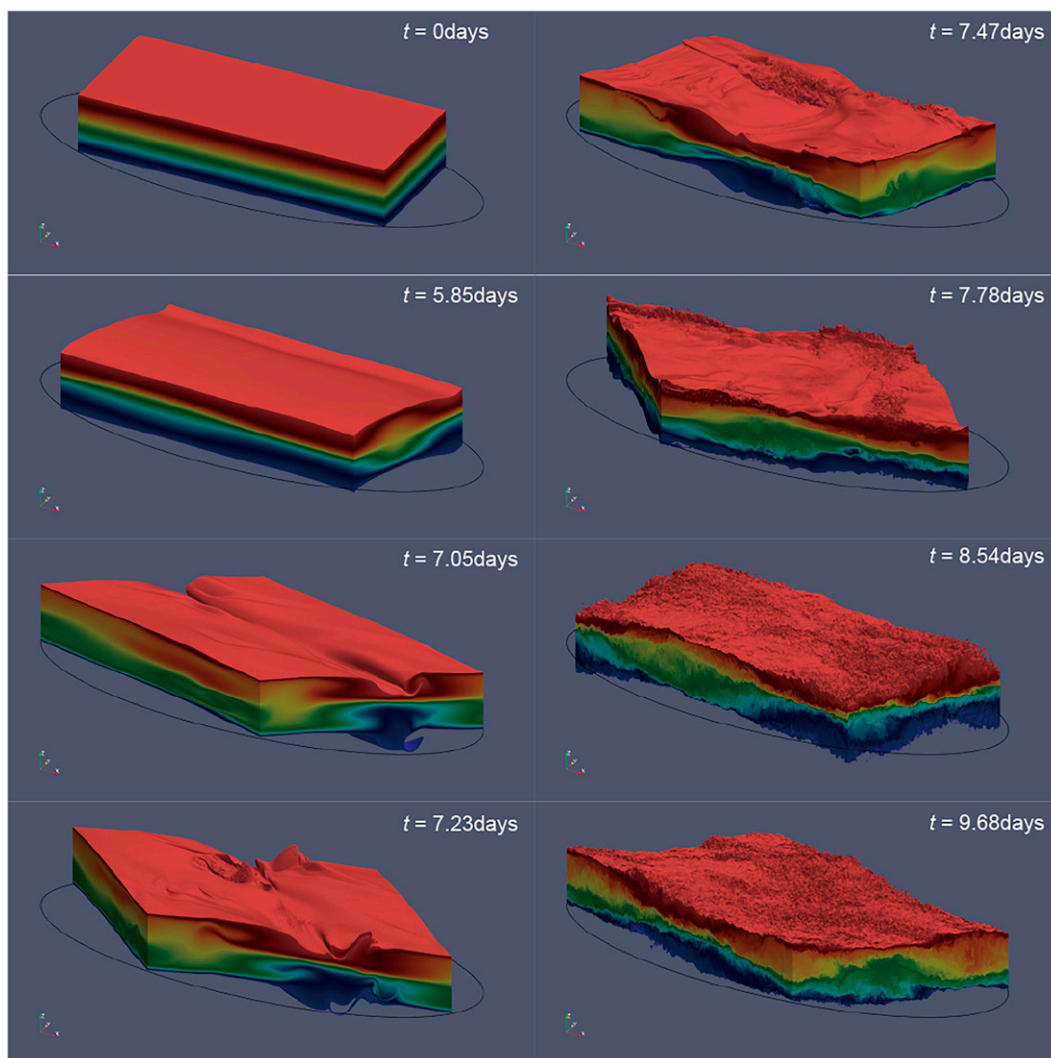 t = 0days
t = 5.85days
t = 7.05days
t = 7.23days
t = 7.47days
t = 7.78days
t = 8.54days
t = 9.68days